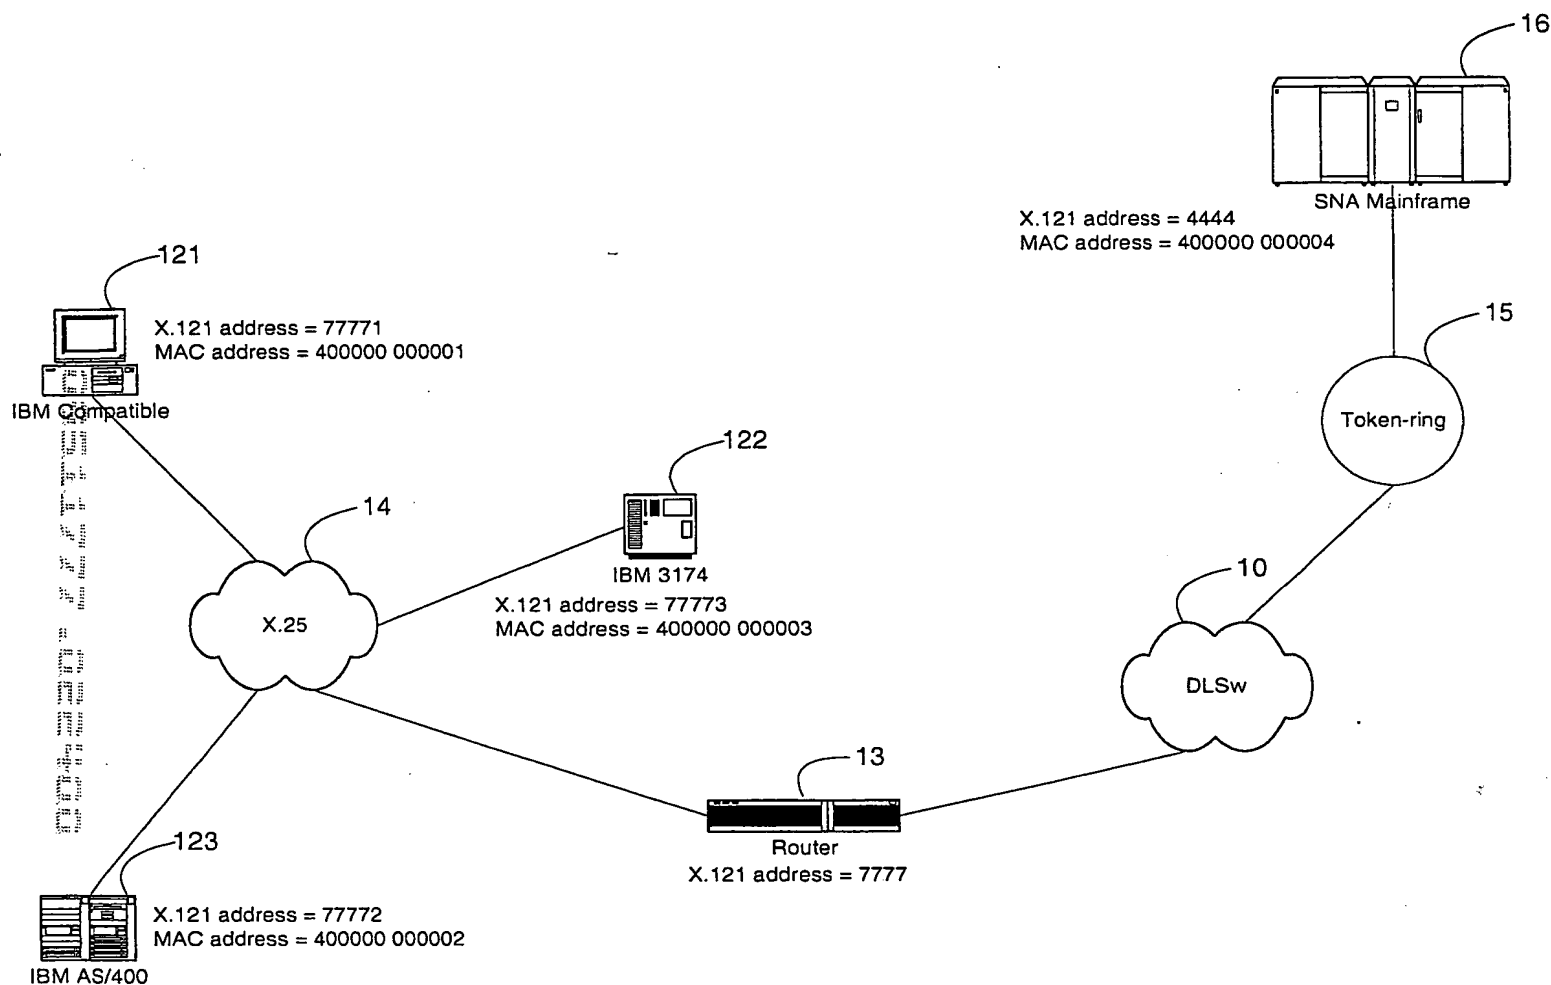 16
SNA Mainframe
X.121 address = 4444
MAC address = 400000 000004
121
X.121 address = 77771
MAC address = 400000 000001
IBM Compatible
15
Token-ring
122
IBM 3174
X.121 address = 77773
MAC address = 400000 000003
14
X.25
10
DLSw
13
Router
X.121 address = 7777
123
X.121 address = 77772
MAC address = 400000 000002
IBM AS/400